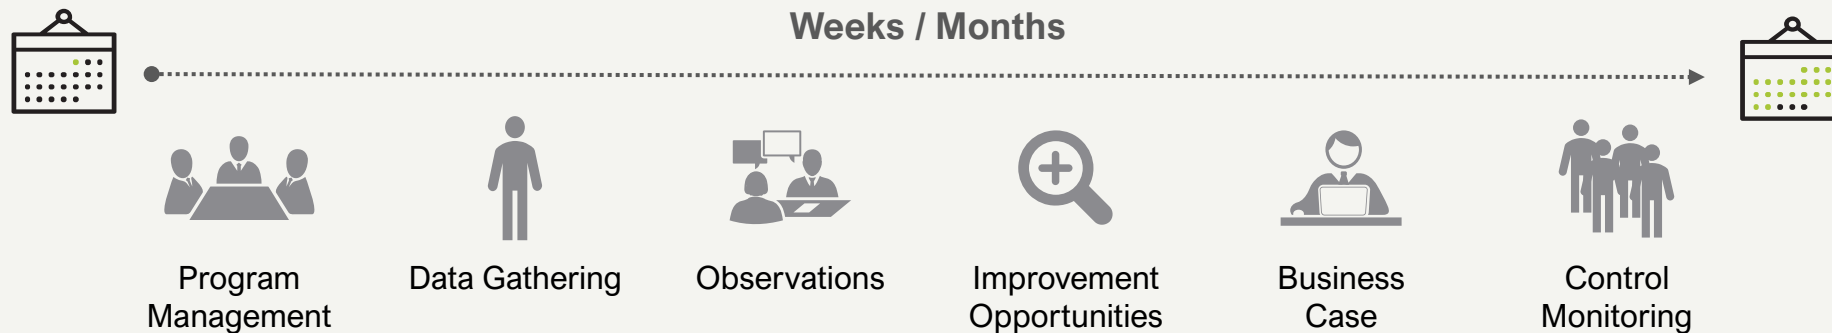 Weeks / Months
Program
Management
Data Gathering
Observations
Improvement
Opportunities
Business
Case
Control
Monitoring